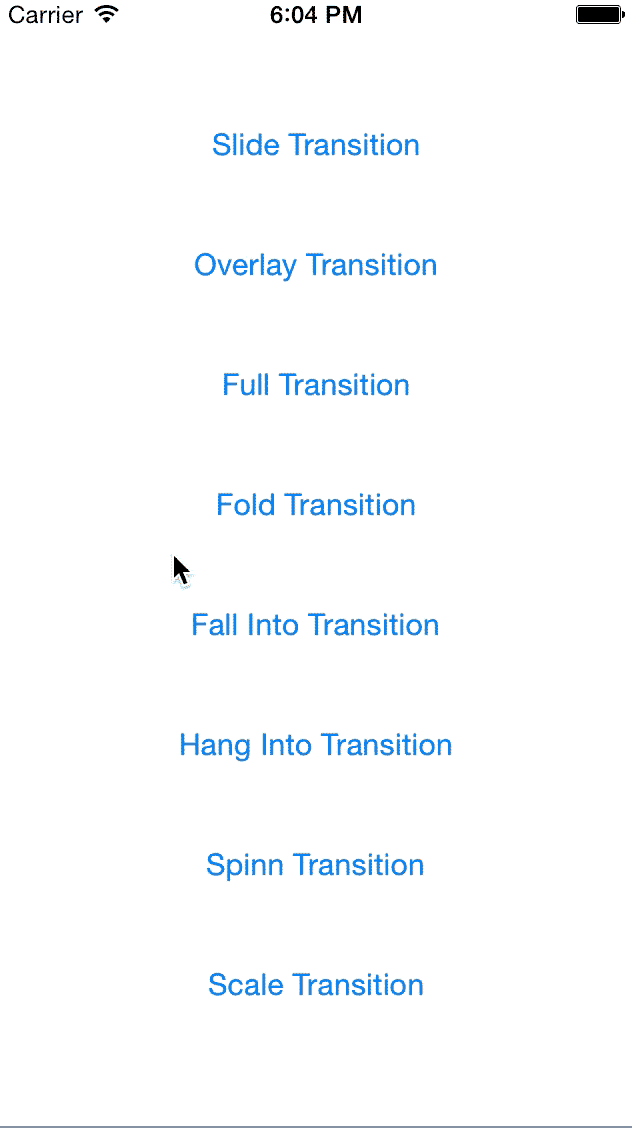 Carrier 6:04 PM
Slide Transition
Overlay Transition
Full Transition
Fold Transition
Fall Into Transition
Hang Into Transition
Spinn Transition
Scale Transition